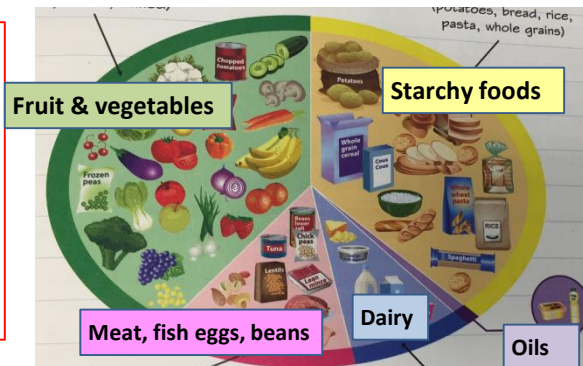 (potatoes, bread, rice,
pasta, whole grains)
Chopped
tomatoes
Fruit & vegetables
Potatoes
Starchy foods
Whole
grain
cereal
Cous
Cous
Frozen
peas
Whole
wheat
pasta
RICE
Beans
Chick
peas
Tuna
Lentils
Lean
mince
Spaghetti
Meat, fish eggs, beans
Dairy
Oils